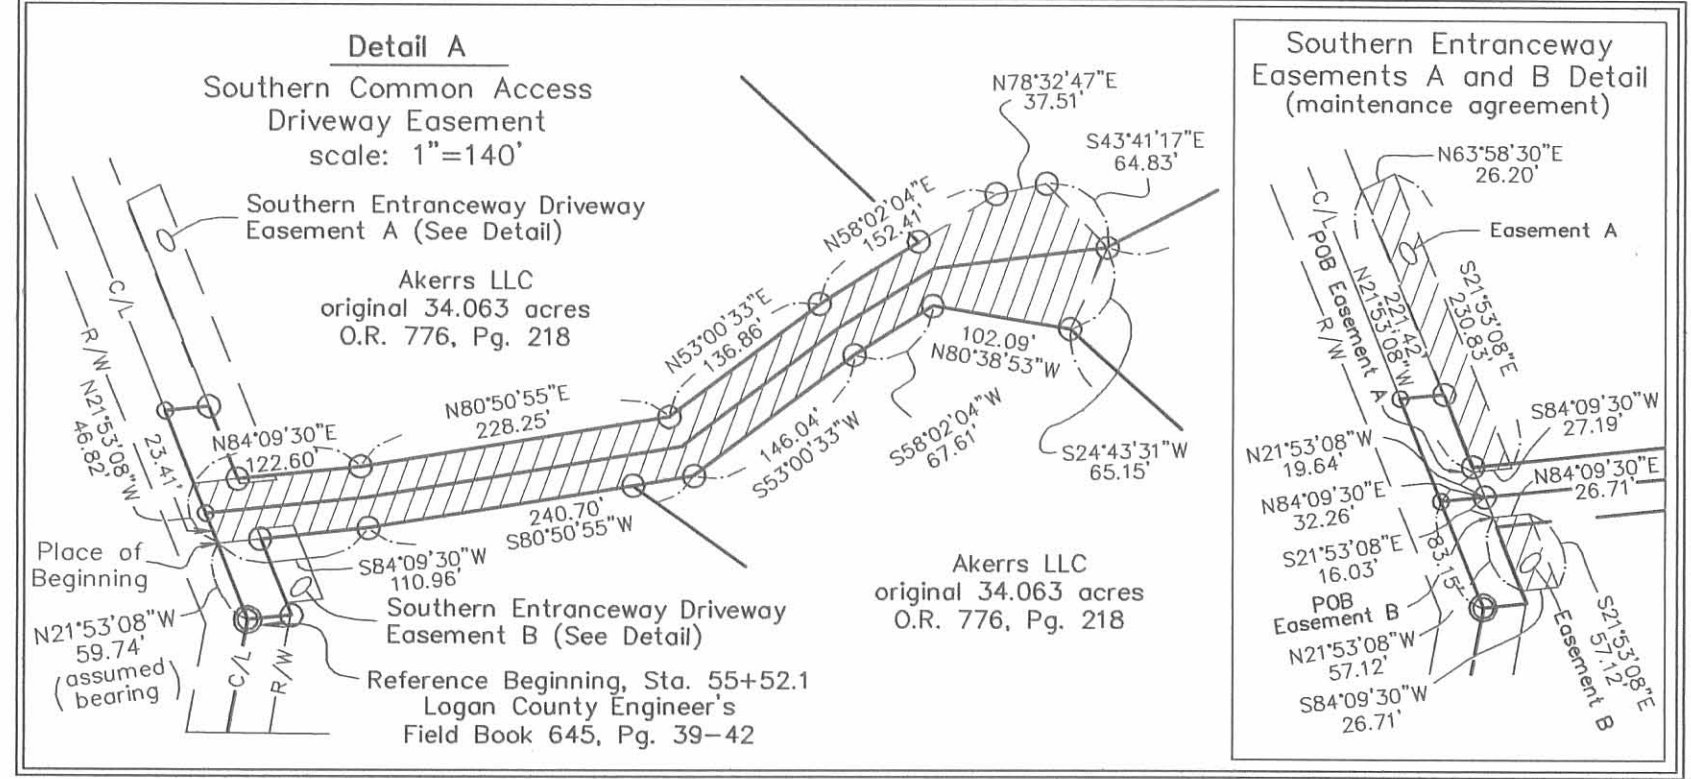 Detail A
Southern Common Access
Driveway Easement
scale: 1"=140'
Southern Entranceway Driveway
Easement A (See Detail)
Akerrs LLC
original 34.063 acres
O.R. 776, Pg. 218
C/L
R/W
N21°53'08"W
46.82'
23.41'
N84°09'30"E
122.60'
N80°50'55"E
228.25'
N53°00'33"E
136.86'
N58°02'04"E
152.41'
N78°32'47"E
37.51'
S43°41'17"E
64.83'
102.09'
N80°38'53"W
S24°43'31"W
65.15'
S58°02'04"W
67.61'
146.04'
S53°00'33"W
240.70'
S80°50'55"W
S84°09'30"W
110.96'
Place of
Beginning
N21°53'08"W
59.74'
(assumed
bearing)
C/L
R/W
Southern Entranceway Driveway
Easement B (See Detail)
Reference Beginning, Sta. 55+52.1
Logan County Engineer's
Field Book 645, Pg. 39-42
Akerrs LLC
original 34.063 acres
O.R. 776, Pg. 218
Southern Entranceway
Easements A and B Detail
(maintenance agreement)
N63°58'30"E
26.20'
Easement A
C/L
POB Easement A
R/W
221.42'
N21°53'08"W
S21°53'08"E
230.83'
S84°09'30"W
27.19'
N21°53'08"W
19.64'
N84°09'30"E
26.71'
N84°09'30"E
32.26'
S21°53'08"E
16.03'
83.15'
POB
Easement B
N21°53'08"W
57.12'
S84°09'30"W
26.71'
S21°53'08"E
57.12'
Easement B